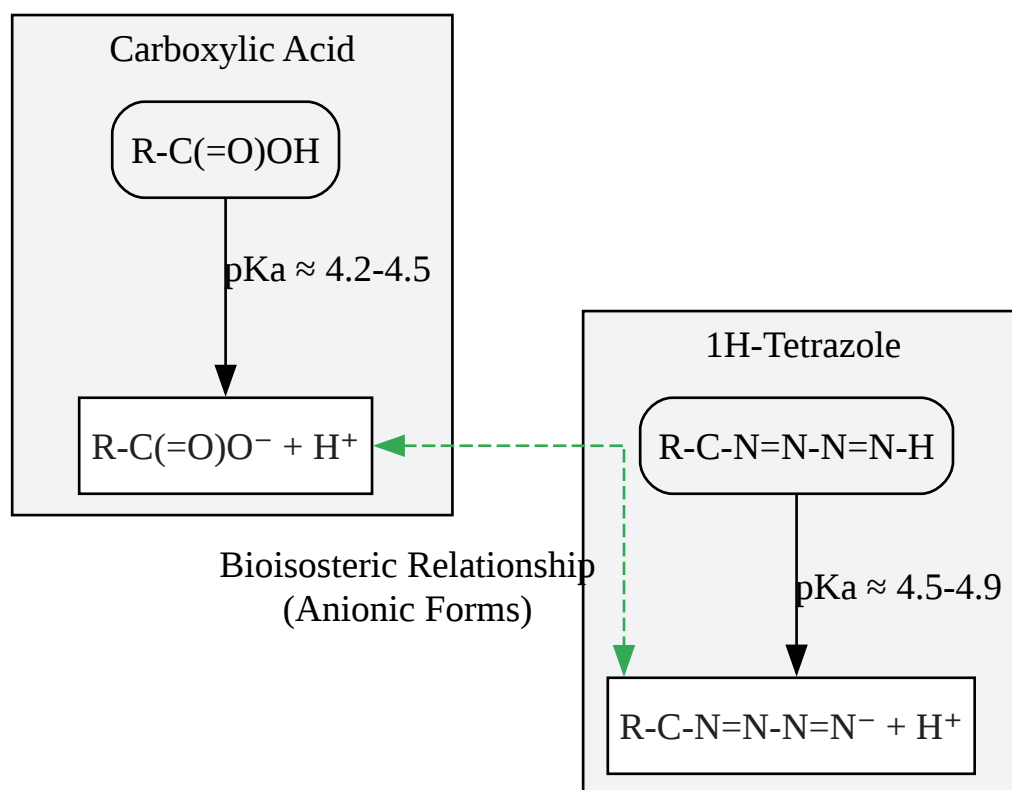 Carboxylic Acid
R-C(=O)OH
pKa ≈ 4.2-4.5
R-C(=O)O⁻ + H⁺
1H-Tetrazole
R-C-N=N-N=N-H
Bioisosteric Relationship
(Anionic Forms)
pKa ≈ 4.5-4.9
R-C-N=N-N=N⁻ + H⁺